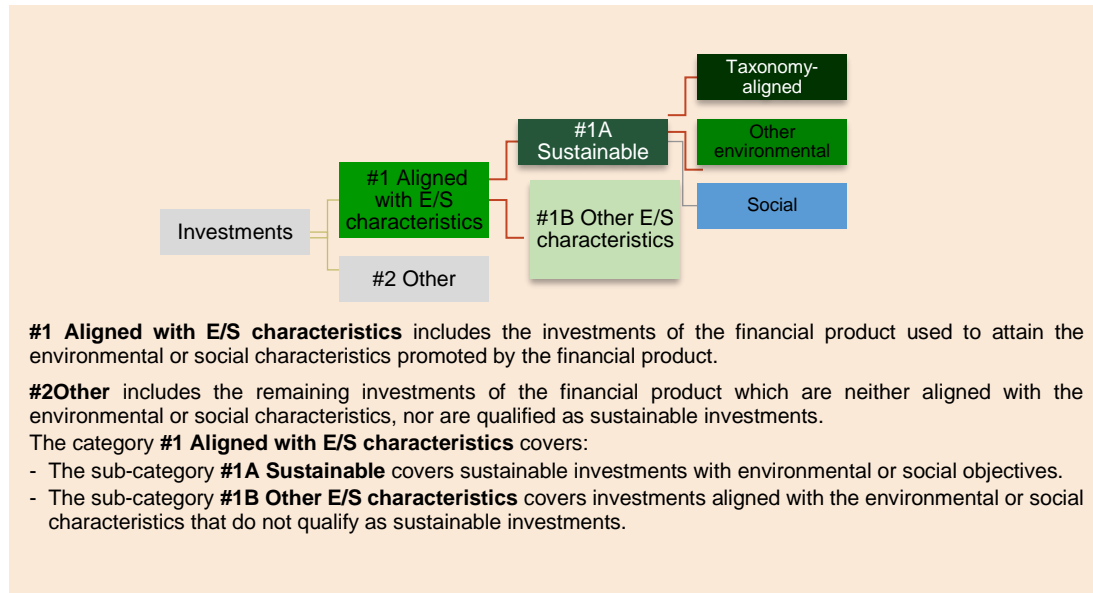 Taxonomy-
aligned
#1A
Sustainable
Other
environmental
#1 Aligned
with E/S
characteristics
Social
#1B Other E/S
characteristics
Investments
#2 Other
#1 Aligned with E/S characteristics includes the investments of the financial product used to attain the
environmental or social characteristics promoted by the financial product.
#2Other includes the remaining investments of the financial product which are neither aligned with the
environmental or social characteristics, nor are qualified as sustainable investments.
The category #1 Aligned with E/S characteristics covers:
- The sub-category #1A Sustainable covers sustainable investments with environmental or social objectives.
- The sub-category #1B Other E/S characteristics covers investments aligned with the environmental or social
characteristics that do not qualify as sustainable investments.